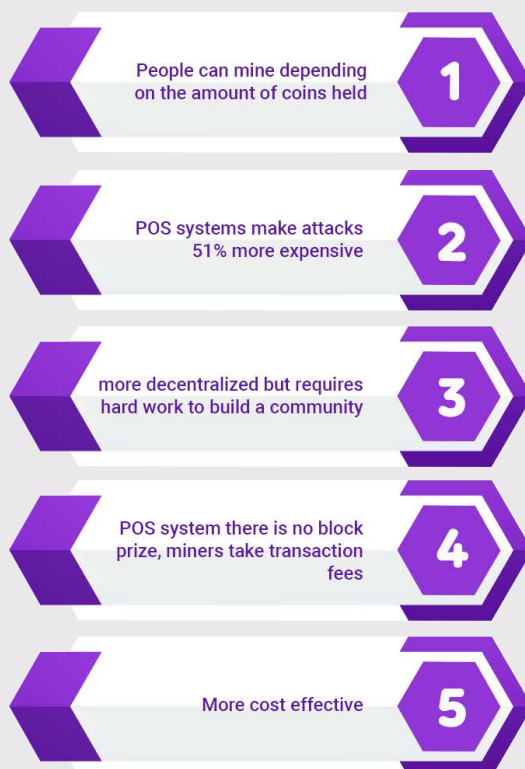 People can mine depending
on the amount of coins held
1
POS systems make attacks
51% more expensive
2
more decentralized but requires
hard work to build a community
3
POS system there is no block
prize, miners take transaction
fees
4
More cost effective
5